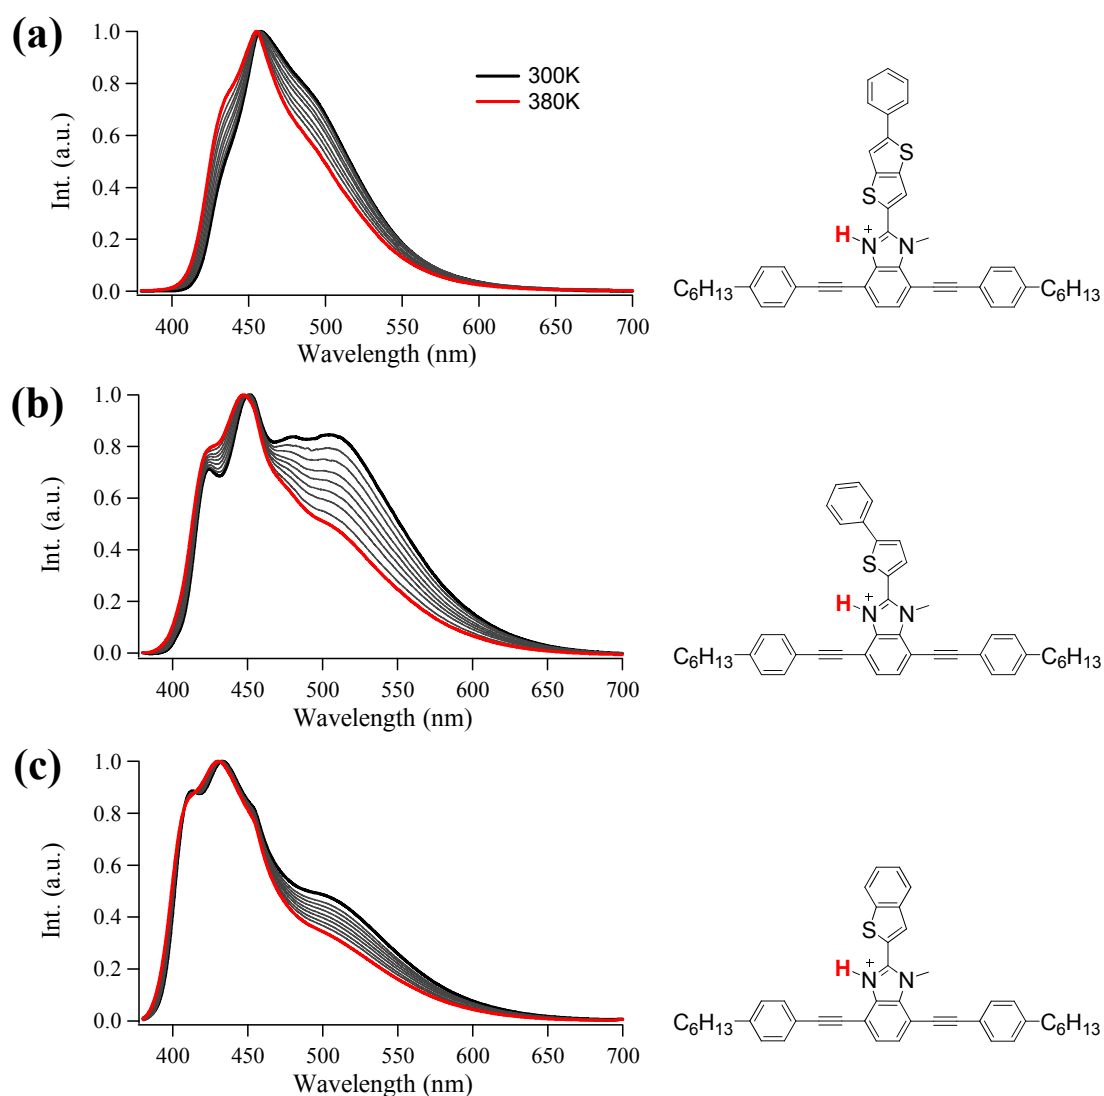 (a)
1.0
0.8
0.6
0.4
0.2
0.0
Int. (a.u.)
300K
380K
400 450 500 550 600 650 700
Wavelength (nm)
S
S
H N + N
C6H13 C6H13
(b)
1.0
0.8
0.6
0.4
0.2
0.0
Int. (a.u.)
400 450 500 550 600 650 700
Wavelength (nm)
S
H N + N
C6H13 C6H13
(c)
1.0
0.8
0.6
0.4
0.2
0.0
Int. (a.u.)
400 450 500 550 600 650 700
Wavelength (nm)
S
H N + N
C6H13 C6H13